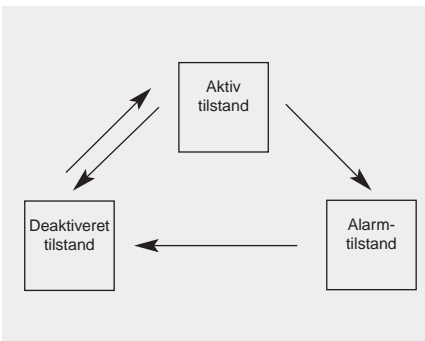 Aktiv
tilstand
Deaktiveret
tilstand
Alarm-
tilstand